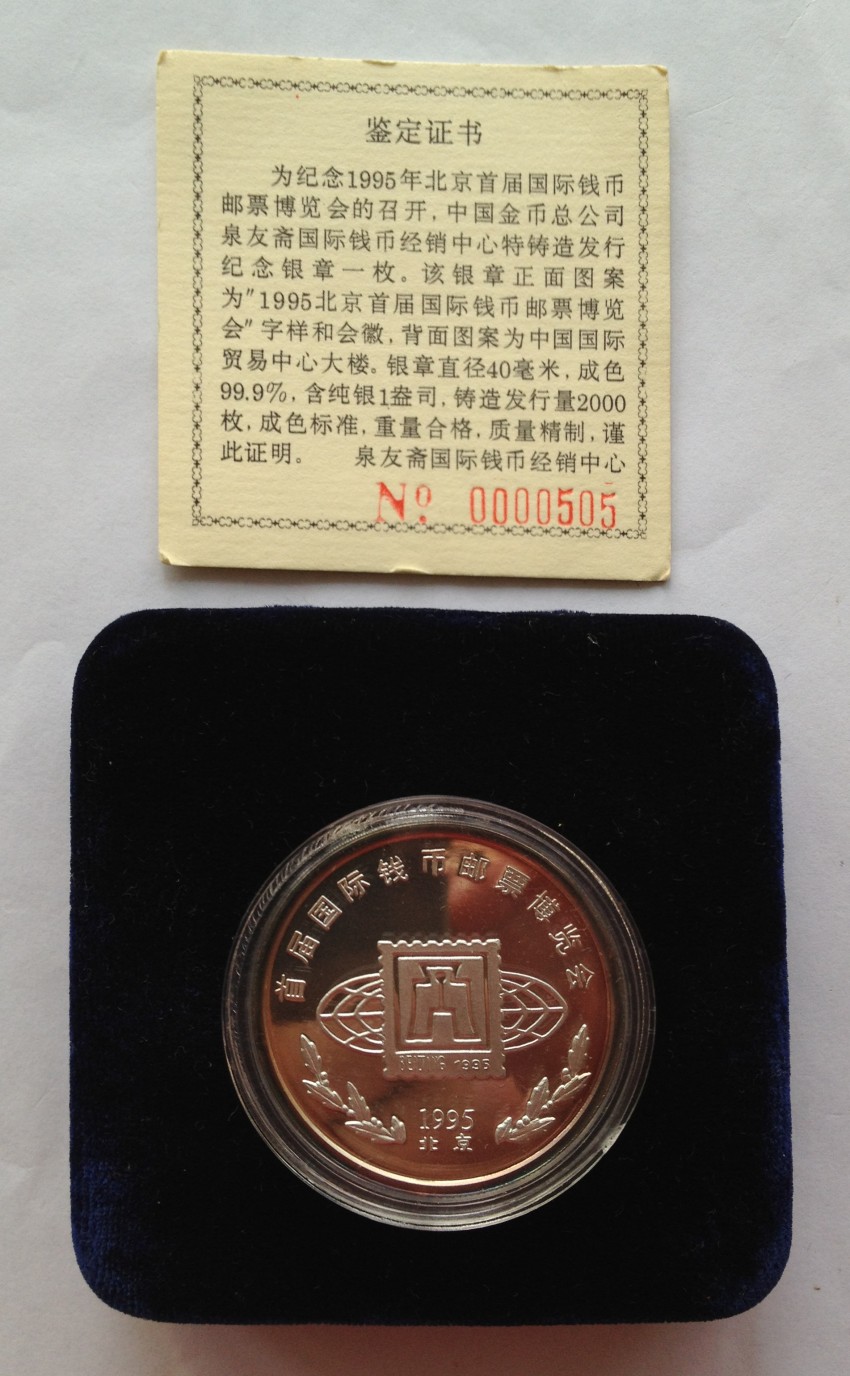 鉴定证书
为纪念1995年北京首届国际钱币
邮票博览会的召开,中国金币总公司
泉友斋国际钱币经销中心特铸造发行
纪念银章一枚。该银章正面图案
为"1995北京首届国际钱币邮票博览
会"字样和会徽,背面图案为中国国际
贸易中心大楼。银章直径40毫米,成色
99.9%,含纯银1盎司,铸造发行量2000
枚,成色标准,重量合格,质量精制,谨
此证明。 泉友斋国际钱币经销中心
Nº 0000505
首届国际钱币邮票博览会
BEIJING 1995
1995
北京